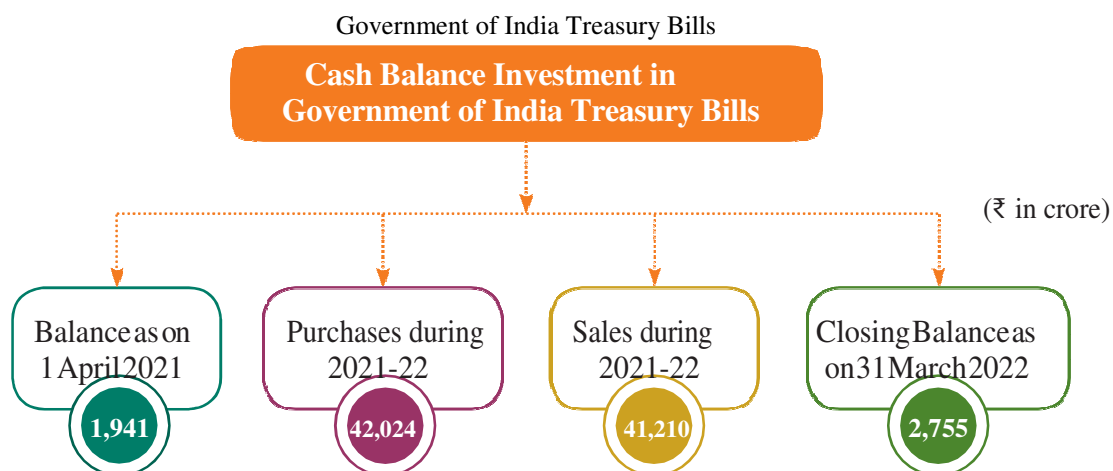 Government of India Treasury Bills
Cash Balance Investment in
Government of India Treasury Bills
(₹ in crore)
Balance as on
1 April 2021
1,941
Purchases during
2021-22
42,024
Sales during
2021-22
41,210
Closing Balance as
on 31 March 2022
2,755